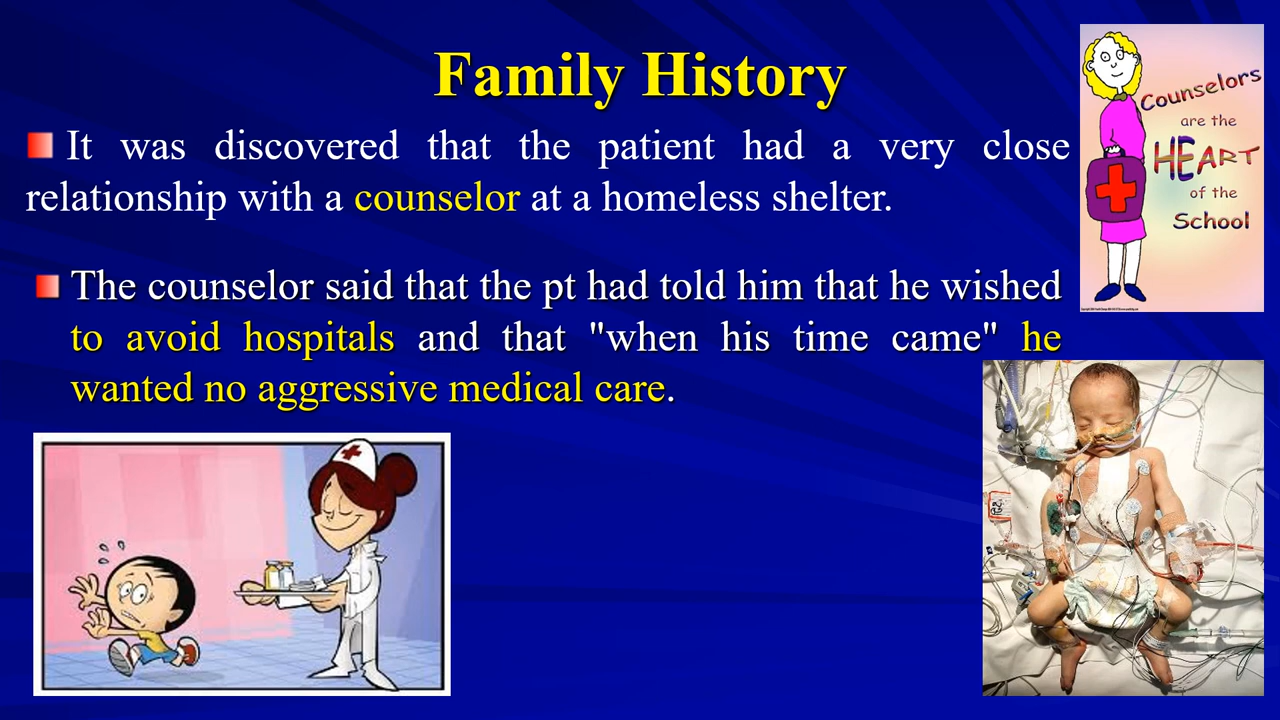 Family History
It was discovered that the patient had a very close
relationship with a counselor at a homeless shelter.
The counselor said that the pt had told him that he wished
to avoid hospitals and that "when his time came" he
wanted no aggressive medical care.
Counselors
are the
HEART
of the
School